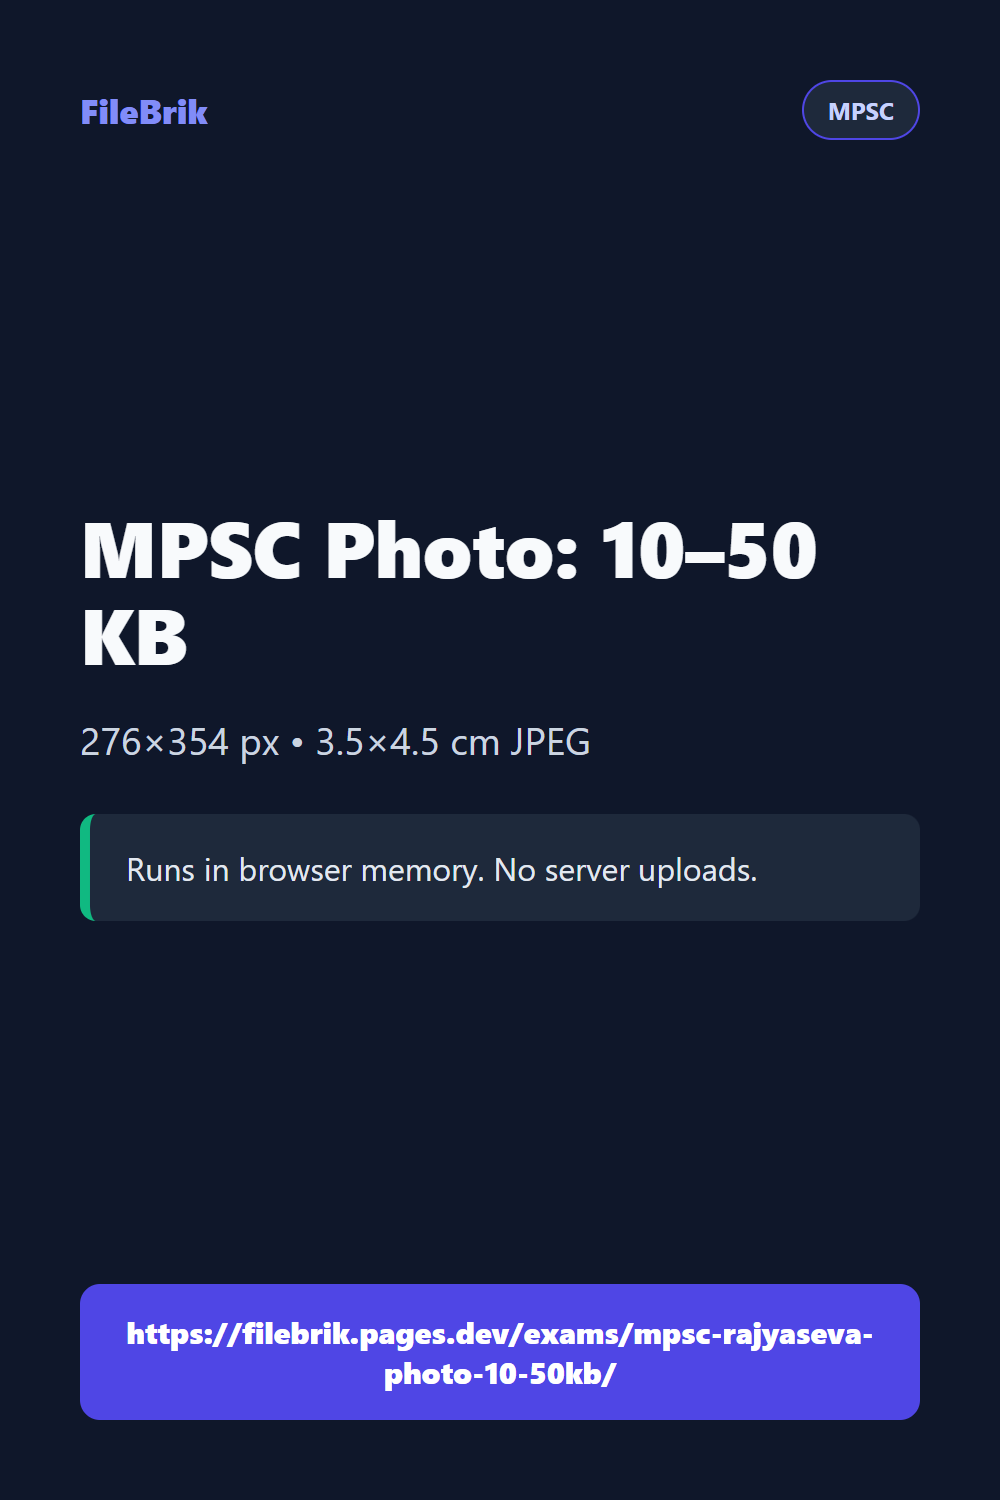 FileBrik
MPSC
MPSC Photo: 10–50
KB
276×354 px • 3.5×4.5 cm JPEG
Runs in browser memory. No server uploads.
https://filebrik.pages.dev/exams/mpsc-rajyaseva-
photo-10-50kb/